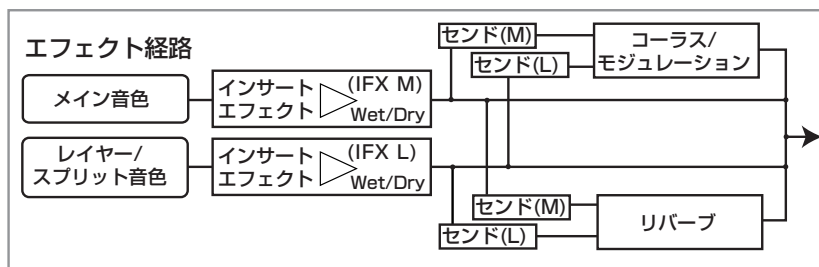 エフェクト経路
センド(M)
センド(L)
コーラス/
モジュレーション
メイン音色
インサート
エフェクト
(IFX M)
Wet/Dry
レイヤー/
スプリット音色
インサート
エフェクト
(IFX L)
Wet/Dry
センド(M)
センド(L)
リバーブ